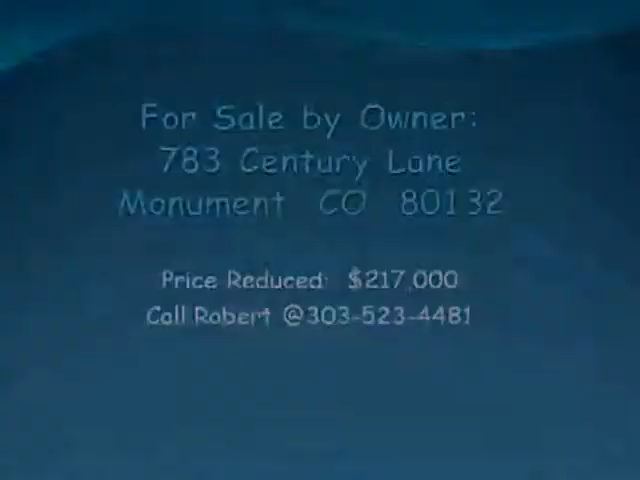 For Sale by Owner:
783 Century Lane
Monument CO 80132
Price Reduced: $217,000
Call Robert @303-523-4481